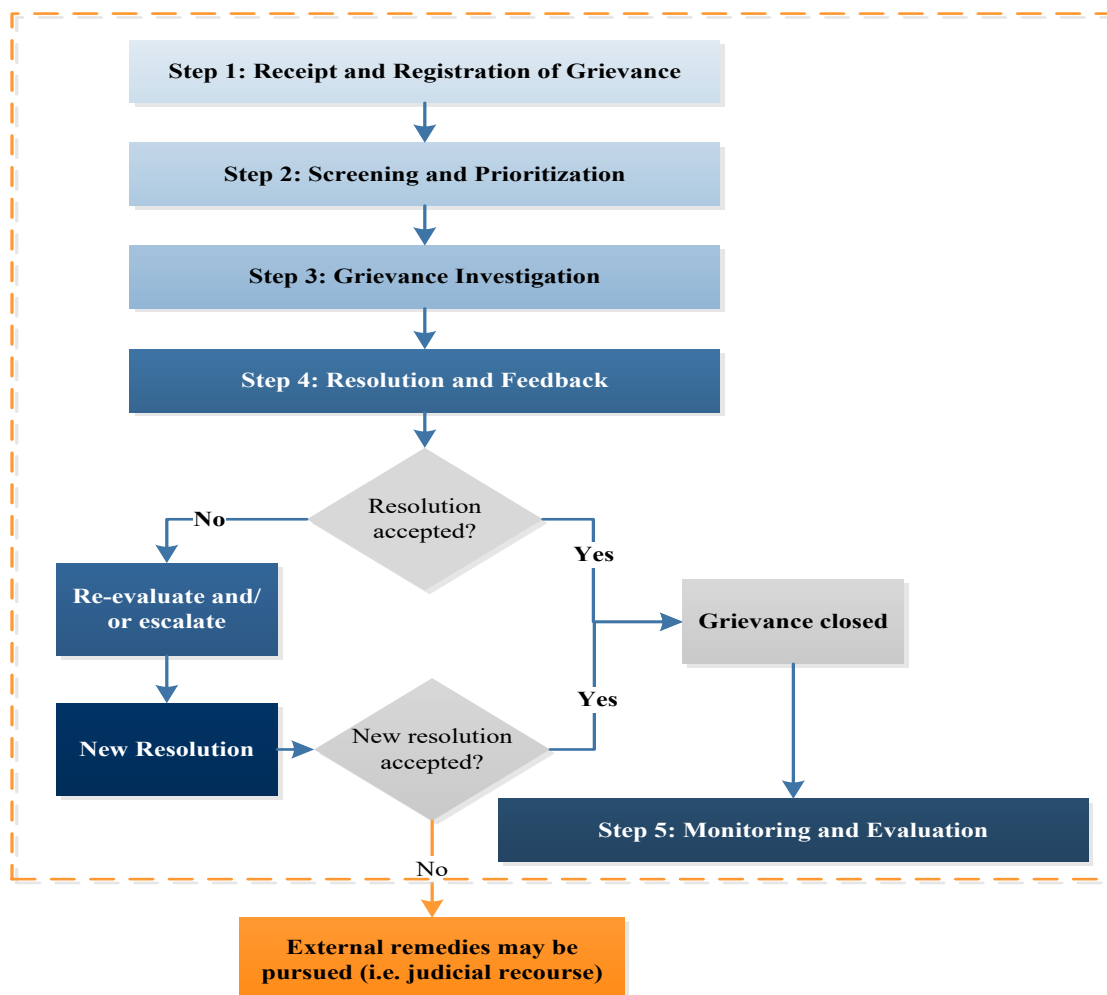 Step 1: Receipt and Registration of Grievance
Step 2: Screening and Prioritization
Step 3: Grievance Investigation
Step 4: Resolution and Feedback
Resolution
accepted?
No
Yes
Re-evaluate and/
or escalate
Grievance closed
Yes
New Resolution
New resolution
accepted?
Step 5: Monitoring and Evaluation
No
External remedies may be
pursued (i.e. judicial recourse)